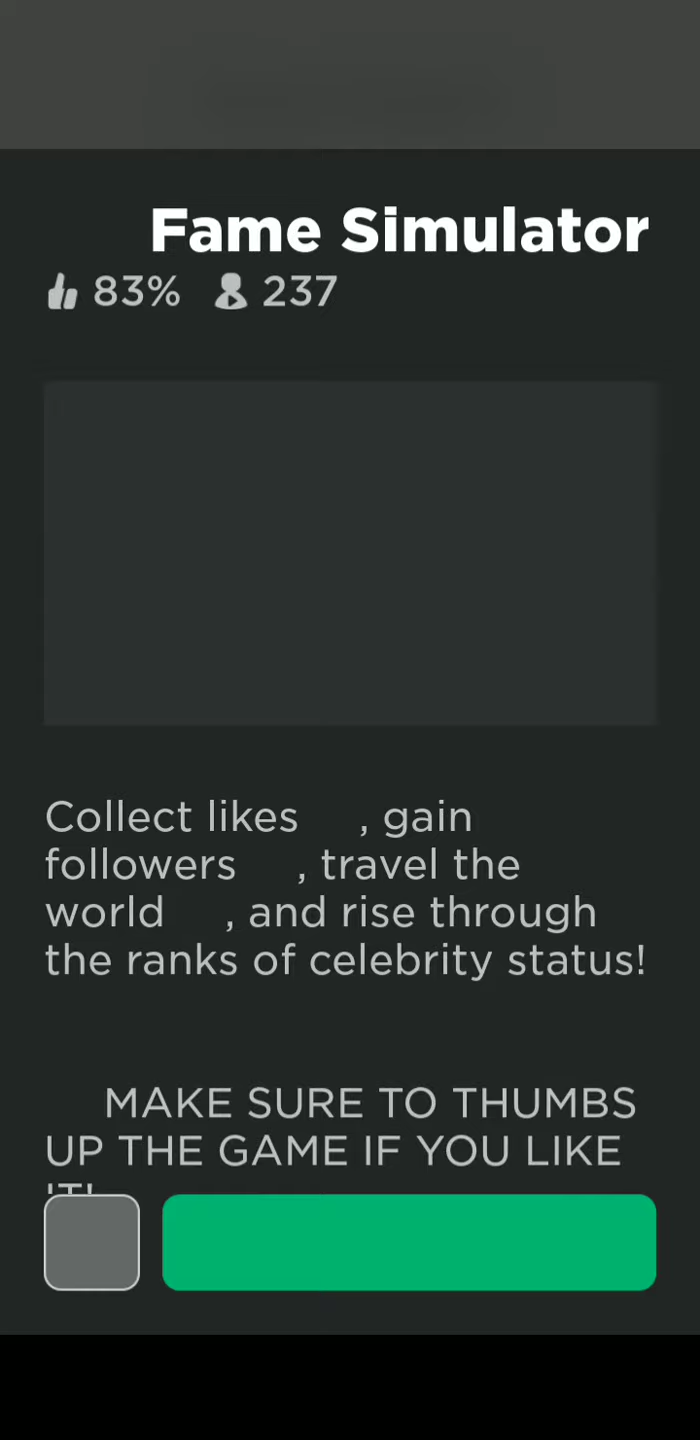 Fame Simulator
83% 237
Collect likes , gain
followers , travel the
world , and rise through
the ranks of celebrity status!
MAKE SURE TO THUMBS
UP THE GAME IF YOU LIKE
IT!